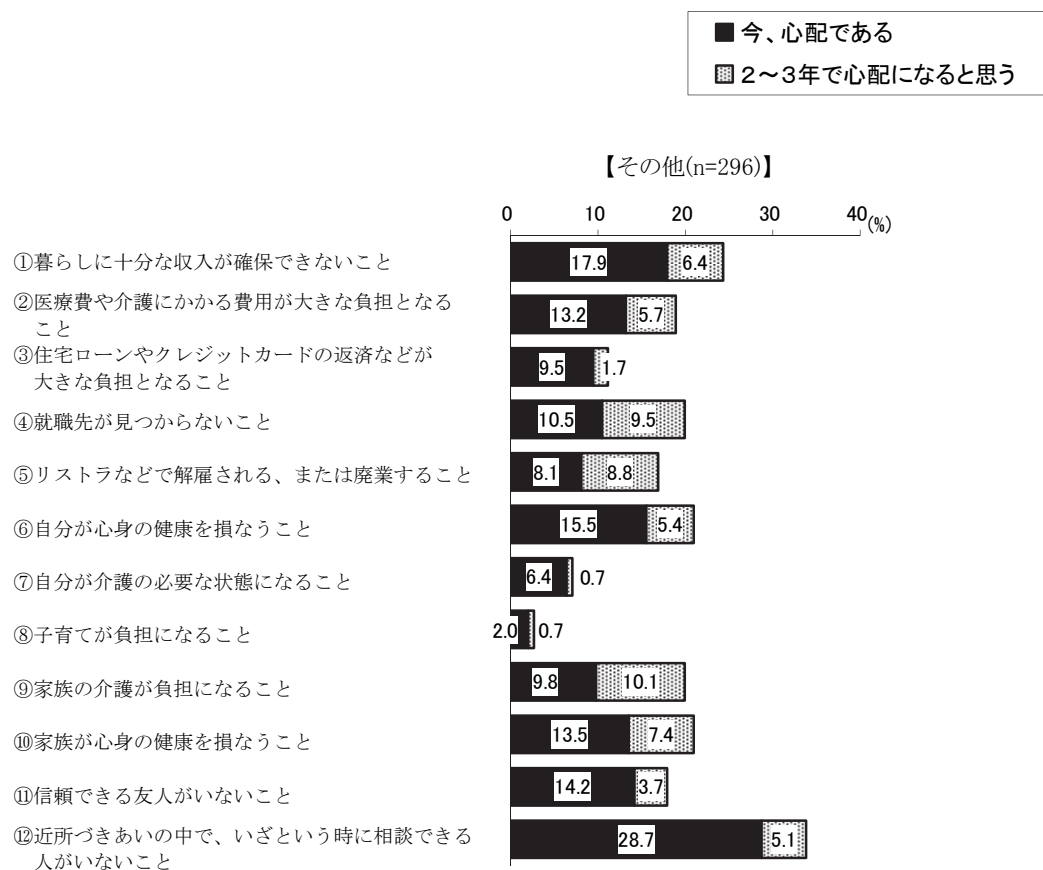 ■今、心配である
２～３年で心配になると思う
【その他(n=296)】
0 10 20 30 40 (%)
①暮らしに十分な収入が確保できないこと 17.9 6.4
②医療費や介護にかかる費用が大きな負担となる
こと 13.2 5.7
③住宅ローンやクレジットカードの返済などが
大きな負担となること 9.5 1.7
④就職先が見つからないこと 10.5 9.5
⑤リストラなどで解雇される、または廃業すること 8.1 8.8
⑥自分が心身の健康を損なうこと 15.5 5.4
⑦自分が介護の必要な状態になること 6.4 0.7
⑧子育てが負担になること 2.0 0.7
⑨家族の介護が負担になること 9.8 10.1
⑩家族が心身の健康を損なうこと 13.5 7.4
⑪信頼できる友人がいないこと 14.2 3.7
⑫近所づきあいの中で、いざという時に相談できる
人がいないこと 28.7 5.1